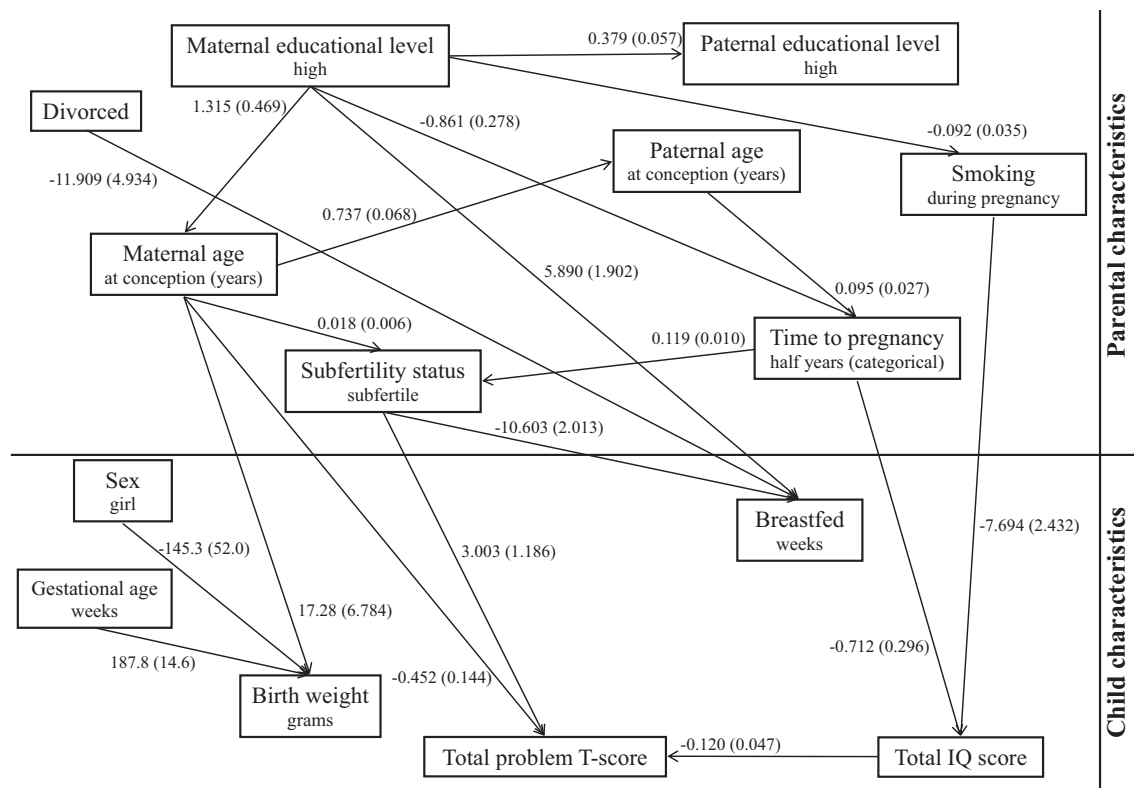 Maternal educational level
high
0.379 (0.057)
Paternal educational level
high
Divorced
1.315 (0.469)
-0.861 (0.278)
-0.092 (0.035)
Paternal age
at conception (years)
Smoking
during pregnancy
-11.909 (4.934)
0.737 (0.068)
Maternal age
at conception (years)
5.890 (1.902)
0.095 (0.027)
0.018 (0.006)
0.119 (0.010)
Time to pregnancy
half years (categorical)
Subfertility status
subfertile
-10.603 (2.013)
Parental characteristics
Sex
girl
Breastfed
weeks
-7.694 (2.432)
-145.3 (52.0)
3.003 (1.186)
Gestational age
weeks
17.28 (6.784)
187.8 (14.6)
-0.452 (0.144)
-0.712 (0.296)
Birth weight
grams
Total problem T-score
-0.120 (0.047)
Total IQ score
Child characteristics